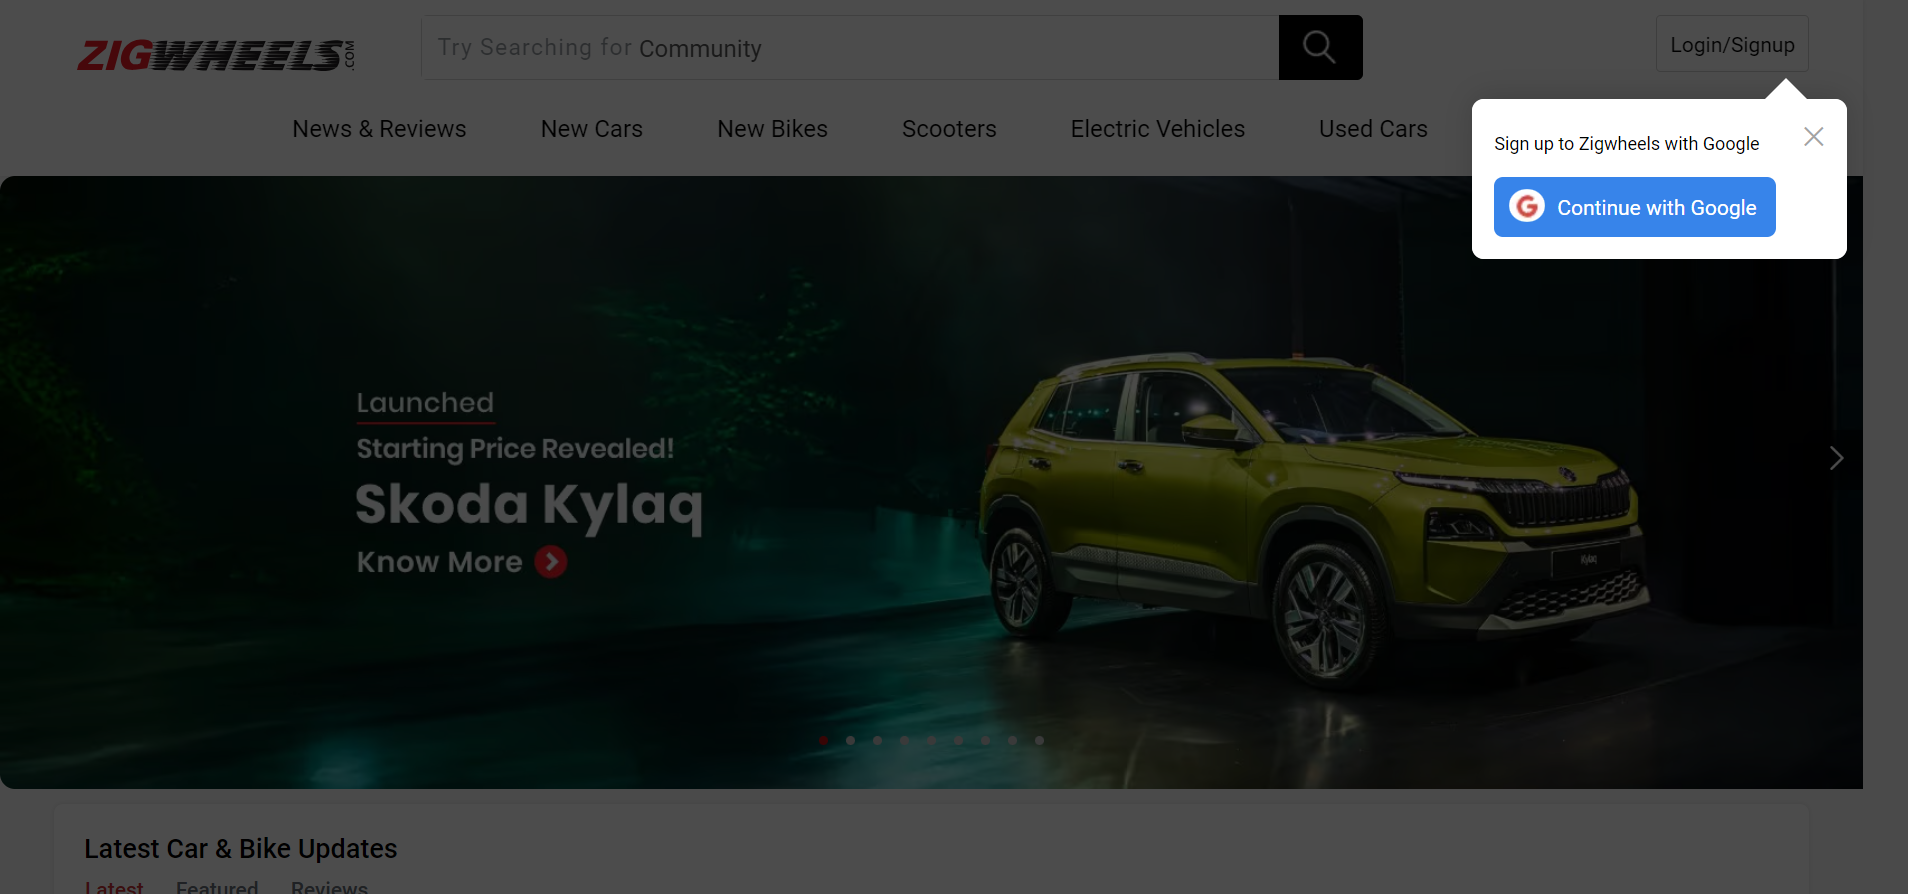 ZIGWHEELS.COM
Try Searching for Community
Login/Signup
News & Reviews
New Cars
New Bikes
Scooters
Electric Vehicles
Used Cars
Sign up to Zigwheels with Google
G Continue with Google
Launched
Starting Price Revealed!
Skoda Kylaq
Know More
Kylaq
Latest Car & Bike Updates
Latest
Featured
Reviews